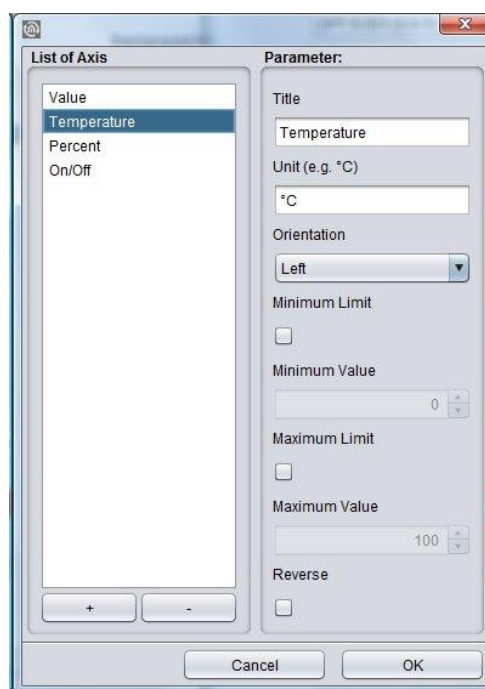 List of Axis
Value
Temperature
Percent
On/Off
+
-
Parameter:
Title
Temperature
Unit (e.g. °C)
°C
Orientation
Left
Minimum Limit
Minimum Value
0
Maximum Limit
Maximum Value
100
Reverse
Cancel
OK